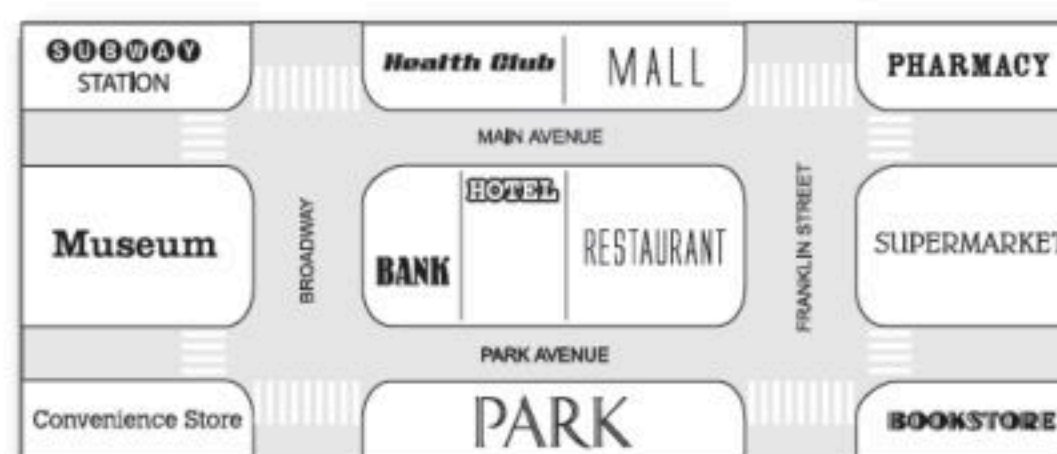 SUBWAY
STATION
Health Club
MALL
PHARMACY
MAIN AVENUE
Museum
BROADWAY
BANK
HOTEL
RESTAURANT
FRANKLIN STREET
SUPERMARKET
PARK AVENUE
Convenience Store
PARK
BOOKSTORE